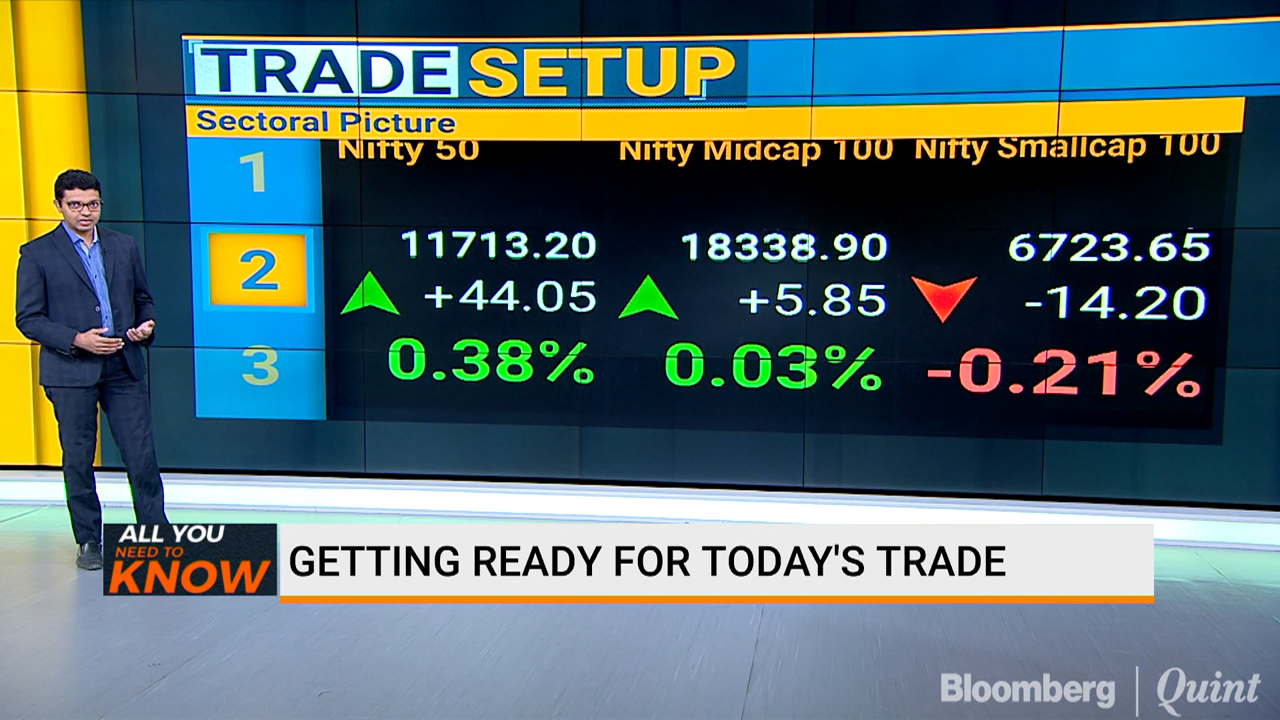 TRADE SETUP
Sectoral Picture
1
2
3
Nifty 50
11713.20
+44.05
0.38%
Nifty Midcap 100
18338.90
+5.85
0.03%
Nifty Smallcap 100
6723.65
-14.20
-0.21%
ALL YOU
NEED TO
KNOW
GETTING READY FOR TODAY'S TRADE
Bloomberg | Quint